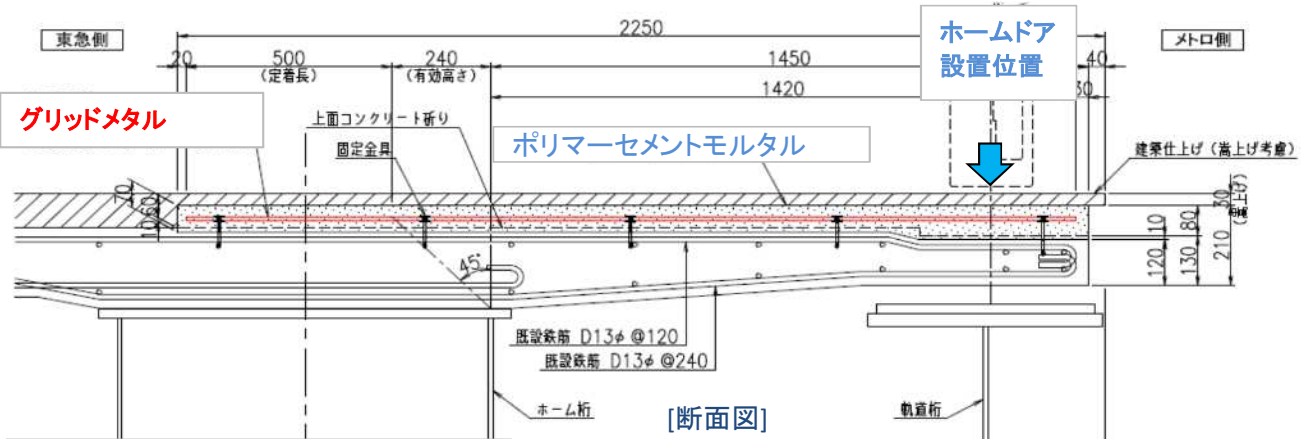 東急側
2250
ホームドア
設置位置
メトロ側
20
500
(定着長)
240
(有効高さ)
1450
40
1420
30
グリッドメタル
上面コンクリート斫り
固定金具
ポリマーセメントモルタル
建築仕上げ(嵩上げ考慮)
70
60
10
30
(嵩上げ)
10
80
120
130
210
45°
既設鉄筋 D13φ @120
既設鉄筋 D13φ @240
ホーム桁
[断面図]
軌道桁